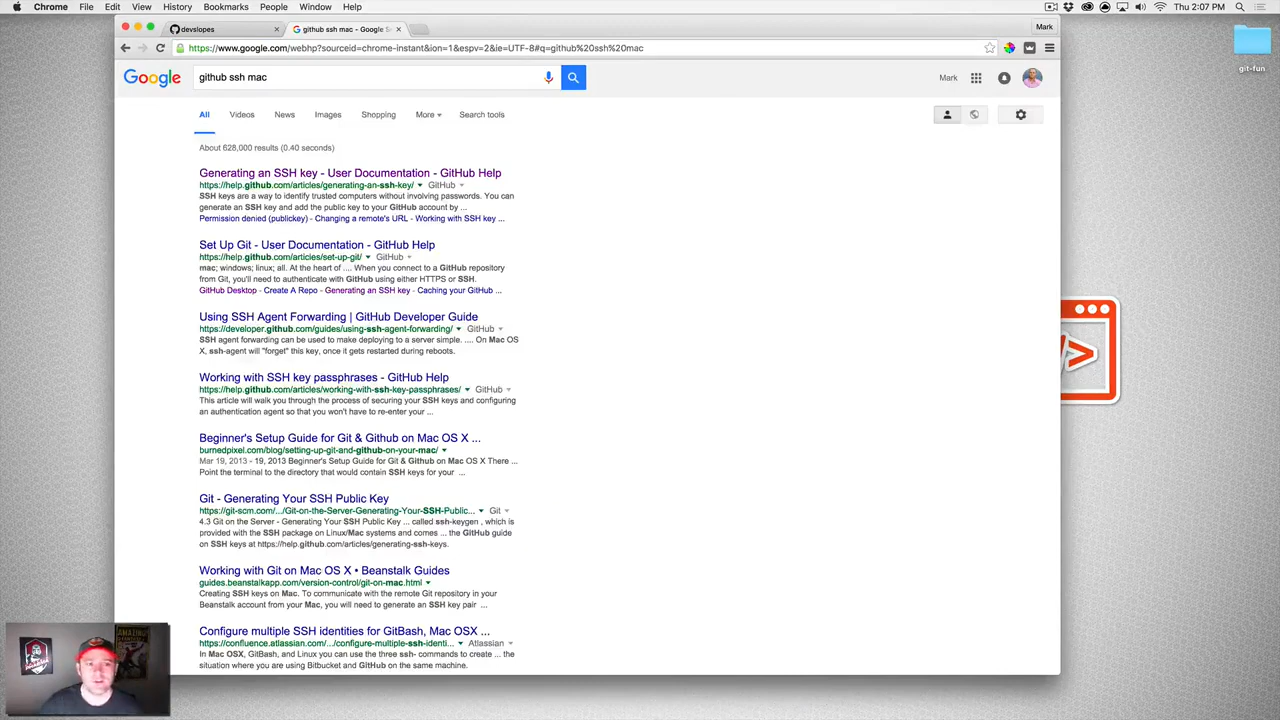 Chrome File Edit View History Bookmarks People Window Help Thu 2:07 PM
devslopes github ssh mac - Google S Mark
https://www.google.com/webhp?sourceid=chrome-instant&ion=1&espv=2&ie=UTF-8#q=github%20ssh%20mac
git-fun
Google github ssh mac Mark
All Videos News Images Shopping More Search tools
About 628,000 results (0.40 seconds)
Generating an SSH key - User Documentation - GitHub Help
https://help.github.com/articles/generating-an-ssh-key/ GitHub
SSH keys are a way to identify trusted computers without involving passwords. You can
generate an SSH key and add the public key to your GitHub account by ...
Permission denied (publickey) - Changing a remote's URL - Working with SSH key ...
Set Up Git - User Documentation - GitHub Help
https://help.github.com/articles/set-up-git/ GitHub
mac; windows; linux; all. At the heart of .... When you connect to a GitHub repository
from Git, you'll need to authenticate with GitHub using either HTTPS or SSH.
GitHub Desktop - Create A Repo - Generating an SSH key - Caching your GitHub ...
Using SSH Agent Forwarding | GitHub Developer Guide
https://developer.github.com/guides/using-ssh-agent-forwarding/ GitHub
SSH agent forwarding can be used to make deploying to a server simple. .... On Mac OS
X, ssh-agent will "forget" this key, once it gets restarted during reboots.
Working with SSH key passphrases - GitHub Help
https://help.github.com/articles/working-with-ssh-key-passphrases/ GitHub
This article will walk you through the process of securing your SSH keys and configuring
an authentication agent so that you won't have to re-enter your ...
Beginner's Setup Guide for Git & Github on Mac OS X ...
burnedpixel.com/blog/setting-up-git-and-github-on-your-mac/
Mar 19, 2013 - 19, 2013 Beginner's Setup Guide for Git & Github on Mac OS X There ...
Point the terminal to the directory that would contain SSH keys for your ...
Git - Generating Your SSH Public Key
https://git-scm.com/.../Git-on-the-Server-Generating-Your-SSH-Public... Git
4.3 Git on the Server - Generating Your SSH Public Key ... called ssh-keygen , which is
provided with the SSH package on Linux/Mac systems and comes ... the GitHub guide
on SSH keys at https://help.github.com/articles/generating-ssh-keys.
Working with Git on Mac OS X • Beanstalk Guides
guides.beanstalkapp.com/version-control/git-on-mac.html
Creating SSH keys on Mac. To communicate with the remote Git repository in your
Beanstalk account from your Mac, you will need to generate an SSH key pair ...
Configure multiple SSH identities for GitBash, Mac OSX, ...
https://confluence.atlassian.com/.../configure-multiple-ssh-identi... Atlassian
In Mac OSX, GitBash, and Linux you can use the three ssh- commands to create ... the
situation where you are using Bitbucket and GitHub on the same machine.